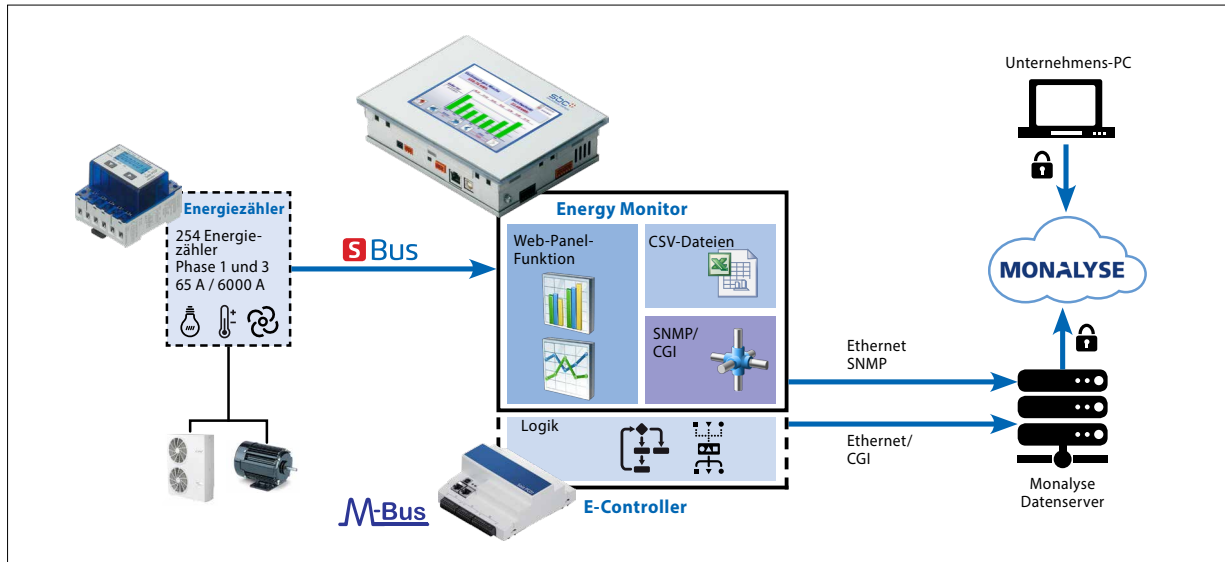 Unternehmens-PC
sbc
Energiezähler
254 Energie-
zähler
Phase 1 und 3
65 A / 6000 A
S Bus
Energy Monitor
Web-Panel-
Funktion
CSV-Dateien
SNMP/
CGI
MONALYSE
Ethernet
SNMP
Logik
Ethernet/
CGI
M-Bus
E-Controller
Monalyse
Datenserver